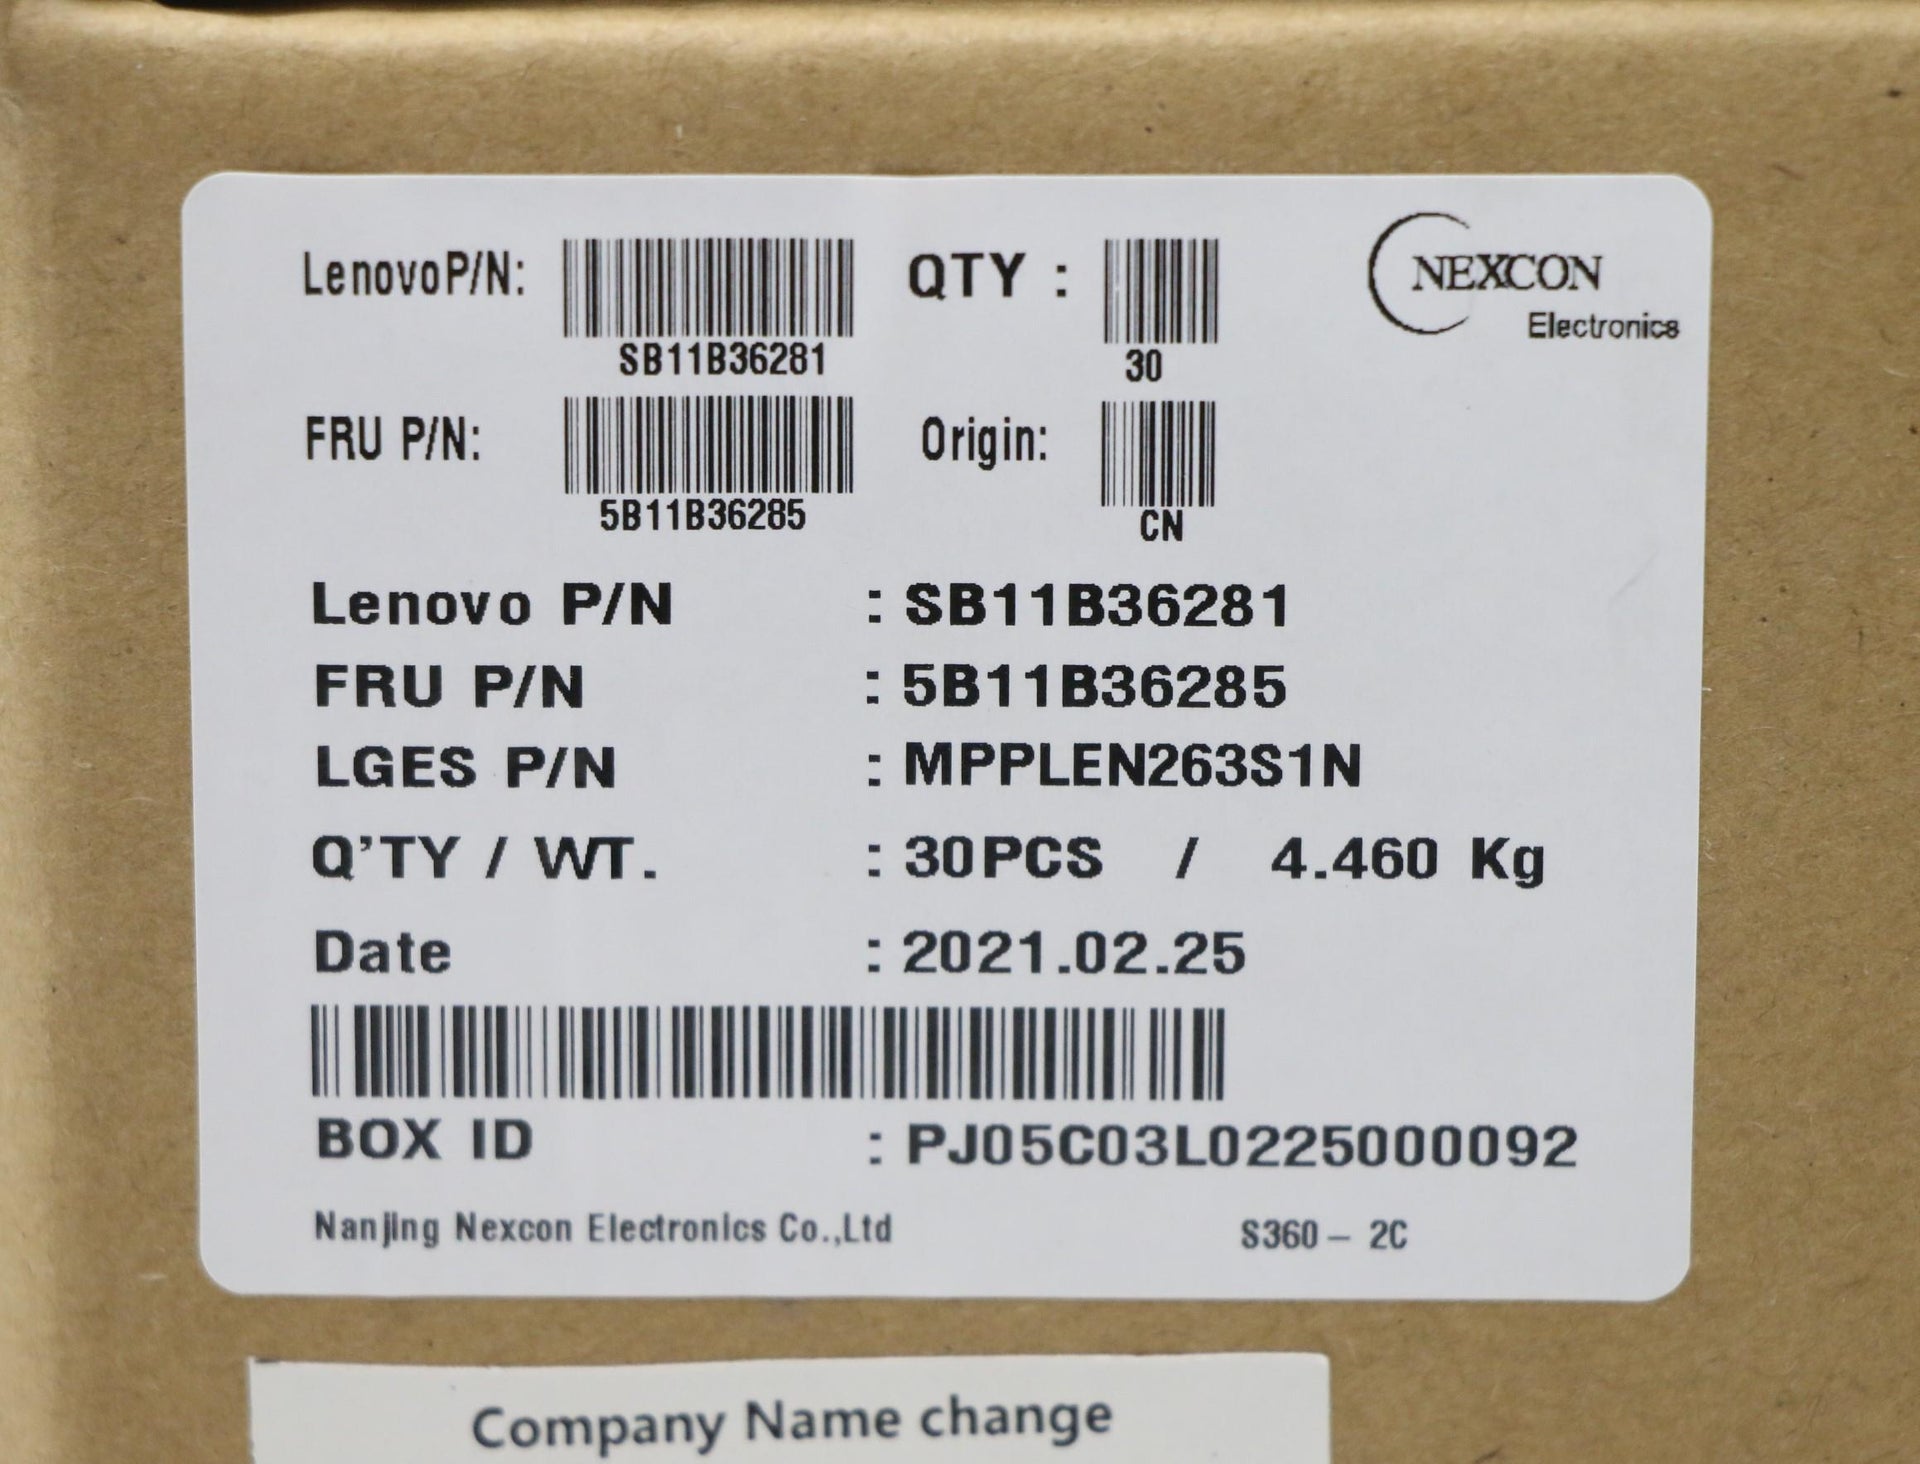 LenovoP/N: QTY : NEXCON
Electronics
SB11B36281 30
FRU P/N: Origin:
5B11B36285 CN
Lenovo P/N : SB11B36281
FRU P/N : 5B11B36285
LGES P/N : MPPLEN263S1N
Q'TY / WT. : 30PCS / 4.460 Kg
Date : 2021.02.25
BOX ID : PJ05C03L0225000092
Nanjing Nexcon Electronics Co.,Ltd S360 - 2C
Company Name change